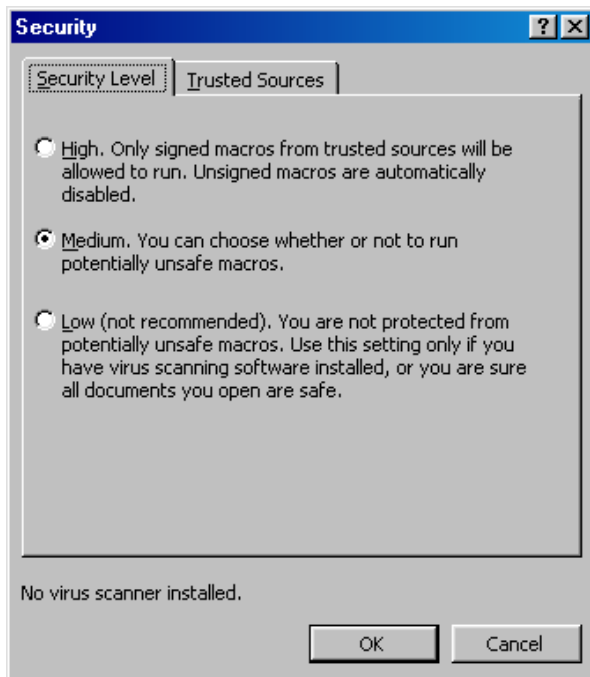 Security
Security Level Trusted Sources
High. Only signed macros from trusted sources will be
allowed to run. Unsigned macros are automatically
disabled.
Medium. You can choose whether or not to run
potentially unsafe macros.
Low (not recommended). You are not protected from
potentially unsafe macros. Use this setting only if you
have virus scanning software installed, or you are sure
all documents you open are safe.
No virus scanner installed.
OK Cancel